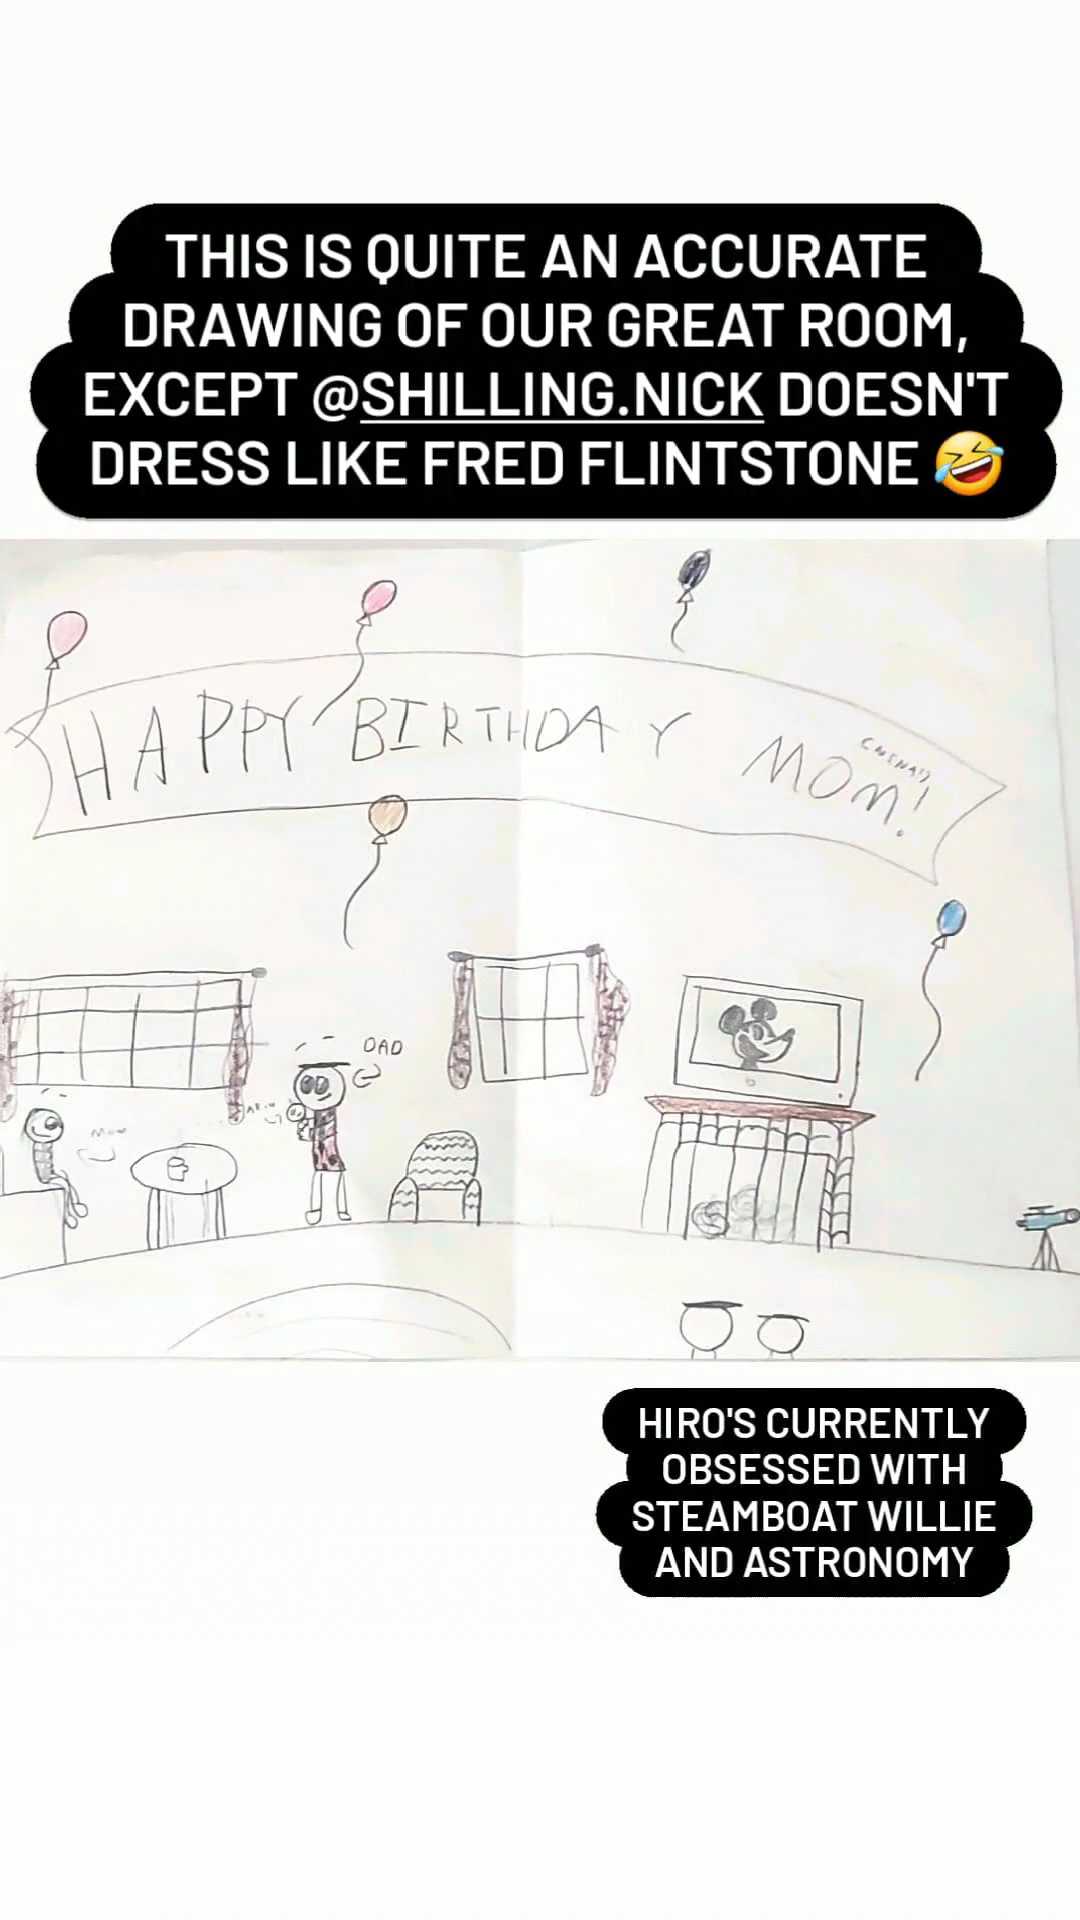 THIS IS QUITE AN ACCURATE
DRAWING OF OUR GREAT ROOM,
EXCEPT @SHILLING.NICK DOESN'T
DRESS LIKE FRED FLINTSTONE 🤣
HAPPY BIRTHDAY MOM!
DAD
MOM
HIRO'S CURRENTLY
OBSESSED WITH
STEAMBOAT WILLIE
AND ASTRONOMY